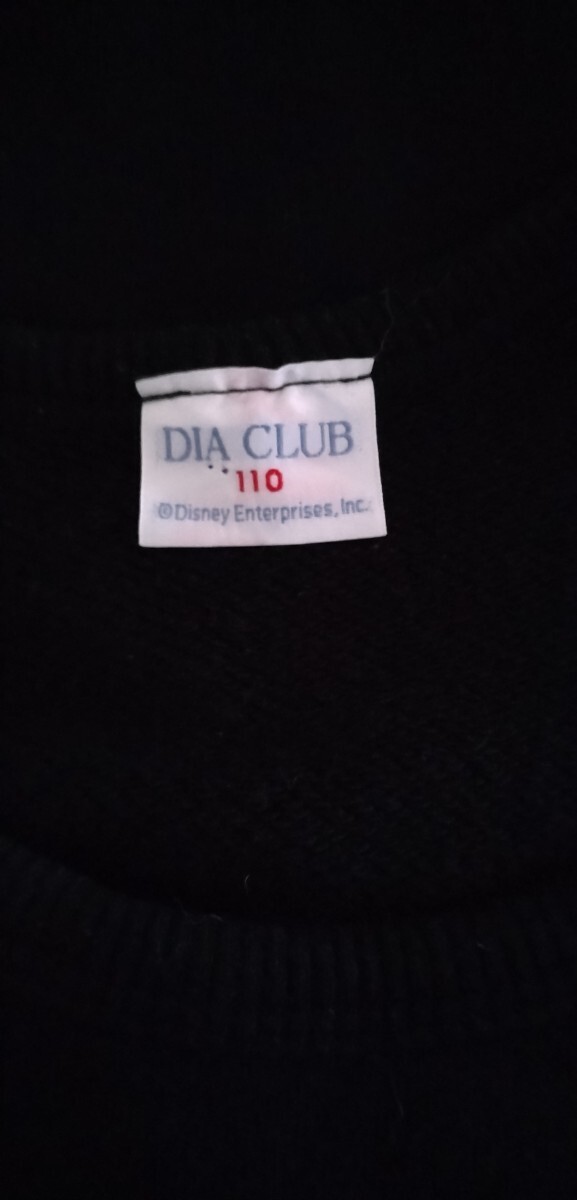 DIA CLUB
110
©Disney Enterprises, Inc.